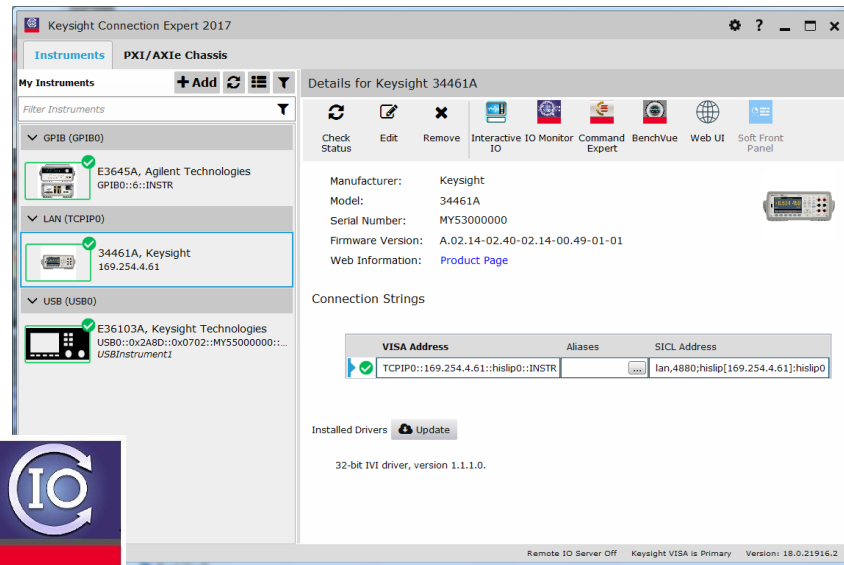 Keysight Connection Expert 2017
?
Instruments PXI/AXIe Chassis
My Instruments
+Add
Filter Instruments
GPIB (GPIB0)
E3645A, Agilent Technologies
GPIB0::6::INSTR
LAN (TCPIP0)
34461A, Keysight
169.254.4.61
USB (USB0)
E36103A, Keysight Technologies
USB0::0x2A8D::0x0702::MY55000000::...
USBInstrument1
IO
Details for Keysight 34461A
Check Status
Edit
Remove
Interactive IO
IO Monitor
Command Expert
BenchVue
Web UI
Soft Front Panel
Manufacturer: Keysight
Model: 34461A
Serial Number: MY53000000
Firmware Version: A.02.14-02.40-02.14-00.49-01-01
Web Information: Product Page
Connection Strings
VISA Address Aliases SICL Address
TCPIP0::169.254.4.61::hislip0::INSTR ... lan,4880;hislip[169.254.4.61]:hislip0
Installed Drivers Update
32-bit IVI driver, version 1.1.1.0.
Remote IO Server Off Keysight VISA is Primary Version: 18.0.21916.2